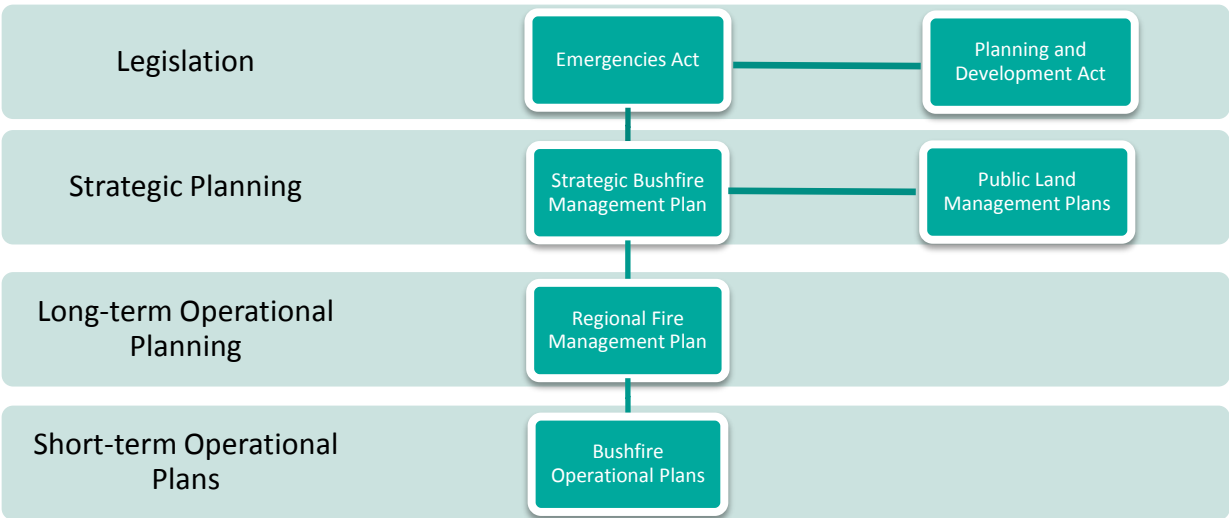 Legislation
Emergencies Act
Planning and
Development Act
Strategic Planning
Strategic Bushfire
Management Plan
Public Land
Management Plans
Long-term Operational
Planning
Regional Fire
Management Plan
Short-term Operational
Plans
Bushfire
Operational Plans